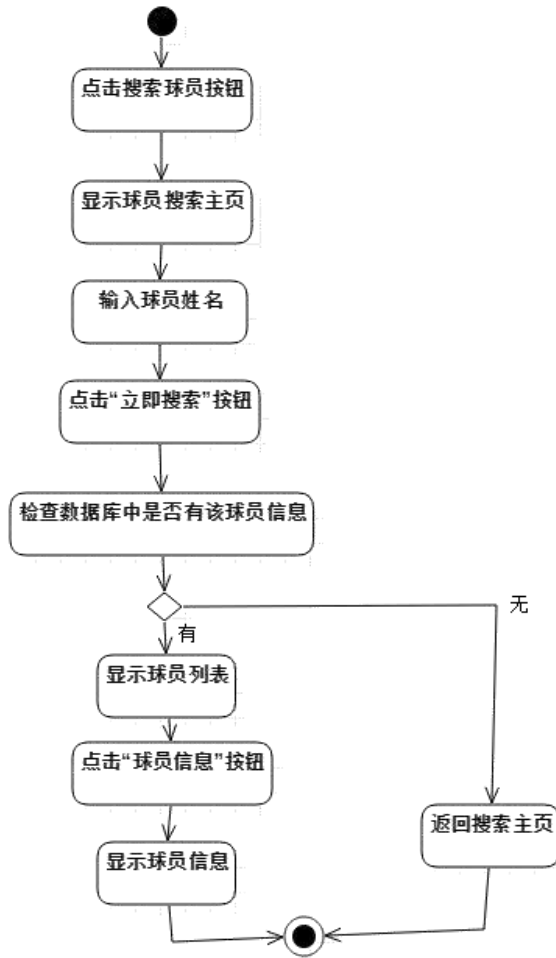 点击搜索球员按钮
显示球员搜索主页
输入球员姓名
点击“立即搜索”按钮
检查数据库中是否有该球员信息
无
有
显示球员列表
点击“球员信息”按钮
返回搜索主页
显示球员信息